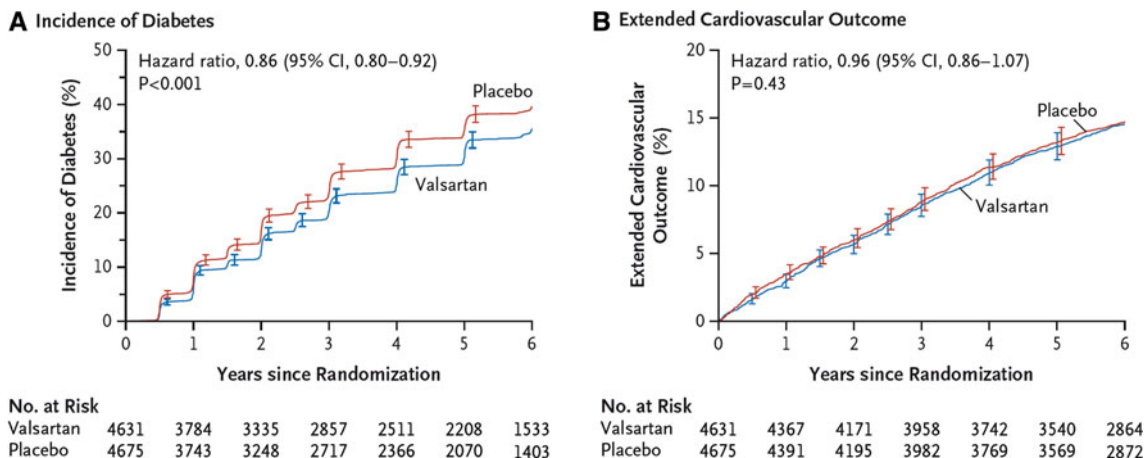 A Incidence of Diabetes
Hazard ratio, 0.86 (95% CI, 0.80–0.92)
P<0.001
Placebo
Valsartan
Incidence of Diabetes (%)
50
40
30
20
10
0
0 1 2 3 4 5 6
Years since Randomization
No. at Risk
Valsartan 4631 3784 3335 2857 2511 2208 1533
Placebo 4675 3743 3248 2717 2366 2070 1403
B Extended Cardiovascular Outcome
Hazard ratio, 0.96 (95% CI, 0.86–1.07)
P=0.43
Placebo
Valsartan
Extended Cardiovascular
Outcome (%)
20
15
10
5
0
0 1 2 3 4 5 6
Years since Randomization
No. at Risk
Valsartan 4631 4367 4171 3958 3742 3540 2864
Placebo 4675 4391 4195 3982 3769 3569 2872